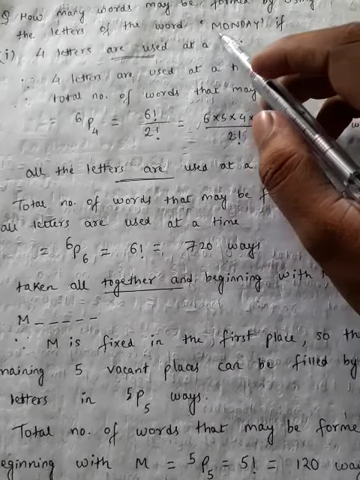 Q How many words may be formed by using
the letters of the word 'MONDAY' if
(i) 4 letters are used at a
∵ 4 letter are used at a
∴ total no. of words that may
= ⁶P₄ = 6!/2! = 6×5×4×/2!
all the letters are used at a
Total no. of words that may be f
all letters are used at a time
= ⁶P₆ = 6! = 720 ways
taken all together and beginning with
M _ _ _ _ _
∵ M is fixed in the first place, so th
maining 5 vacant places can be filled by
letters in ⁵P₅ ways.
Total no. of words that may be forme
eginning with M = ⁵P₅ = 5! = 120 way